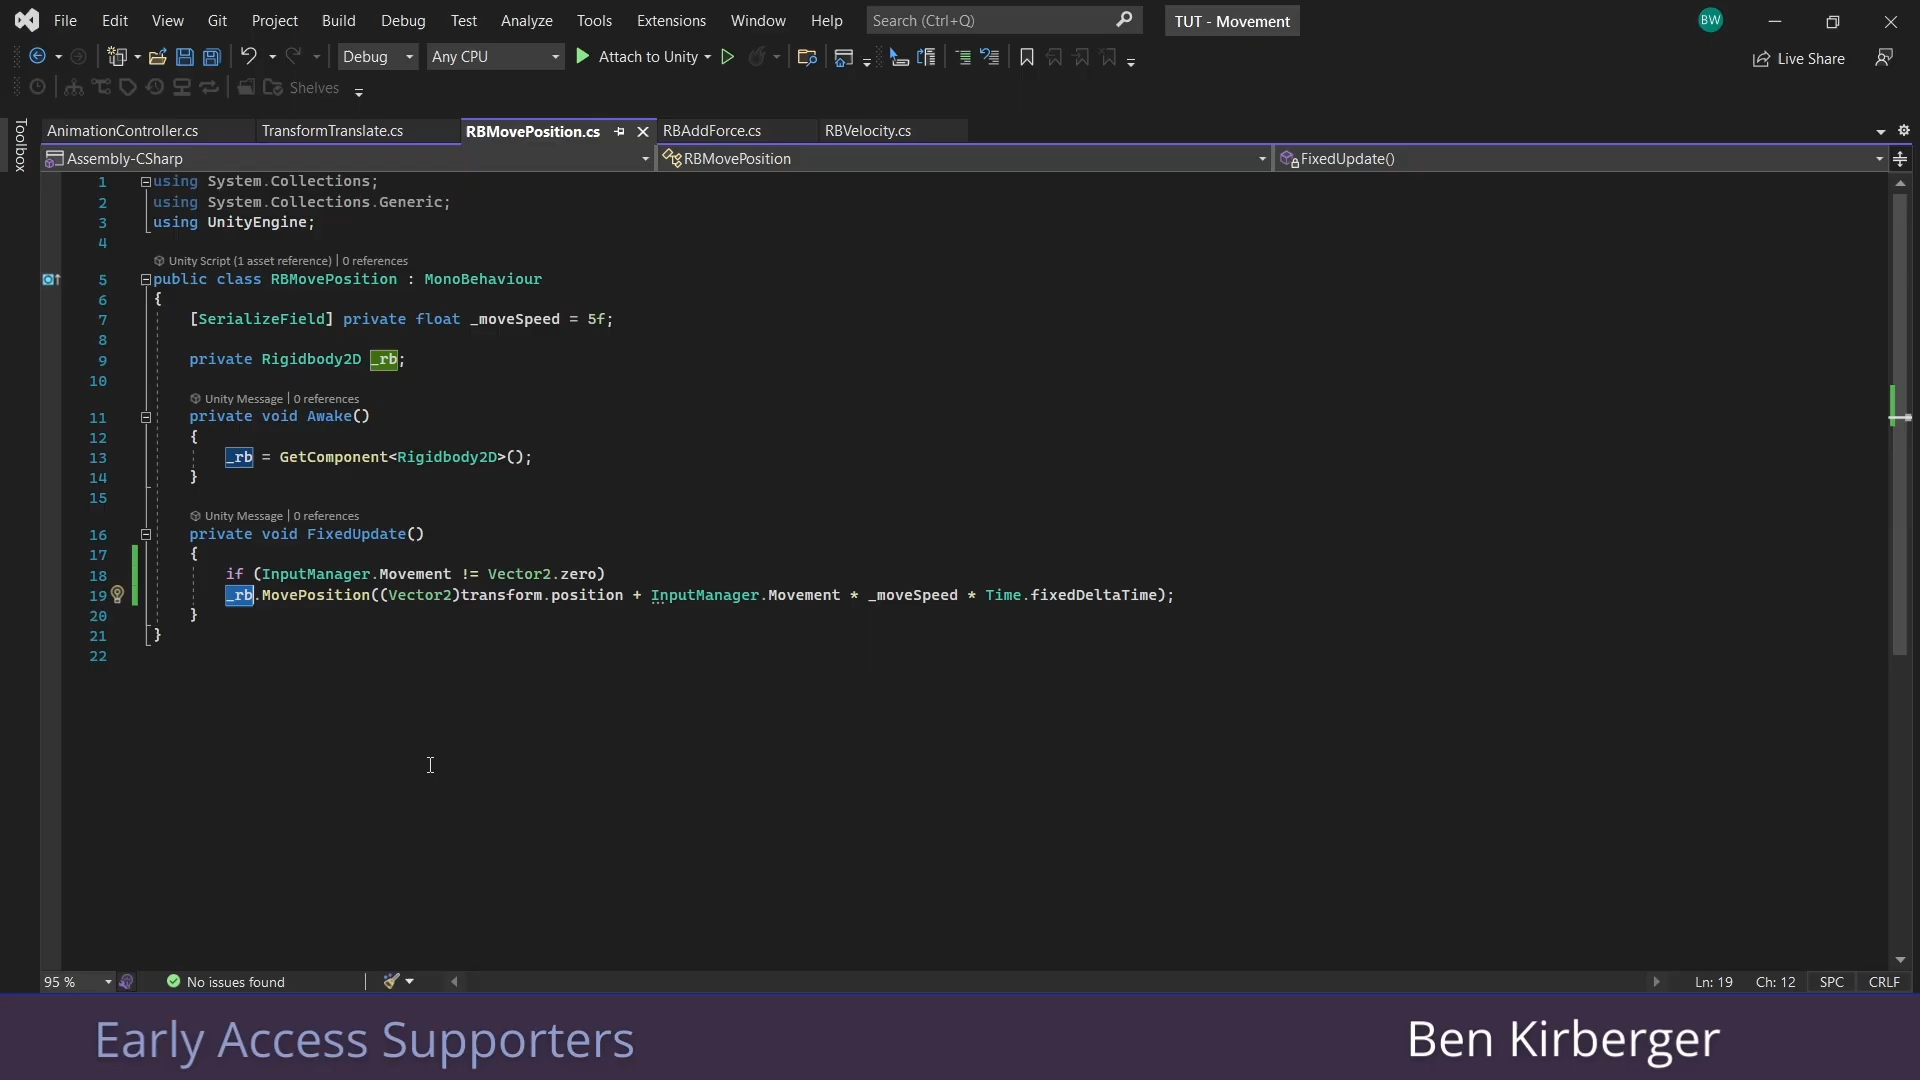 File Edit View Git Project Build Debug Test Analyze Tools Extensions Window Help Search (Ctrl+Q) TUT - Movement BW
Debug Any CPU Attach to Unity Live Share
Shelves
Toolbox
AnimationController.cs TransformTranslate.cs RBMovePosition.cs RBAddForce.cs RBVelocity.cs
Assembly-CSharp RBMovePosition FixedUpdate()
1 using System.Collections;
2 using System.Collections.Generic;
3 using UnityEngine;
4
Unity Script (1 asset reference) | 0 references
5 public class RBMovePosition : MonoBehaviour
6 {
7 [SerializeField] private float _moveSpeed = 5f;
8
9 private Rigidbody2D _rb;
10
Unity Message | 0 references
11 private void Awake()
12 {
13 _rb = GetComponent<Rigidbody2D>();
14 }
15
Unity Message | 0 references
16 private void FixedUpdate()
17 {
18 if (InputManager.Movement != Vector2.zero)
19 _rb.MovePosition((Vector2)transform.position + InputManager.Movement * _moveSpeed * Time.fixedDeltaTime);
20 }
21 }
22
95 % No issues found Ln: 19 Ch: 12 SPC CRLF
Early Access Supporters Ben Kirberger